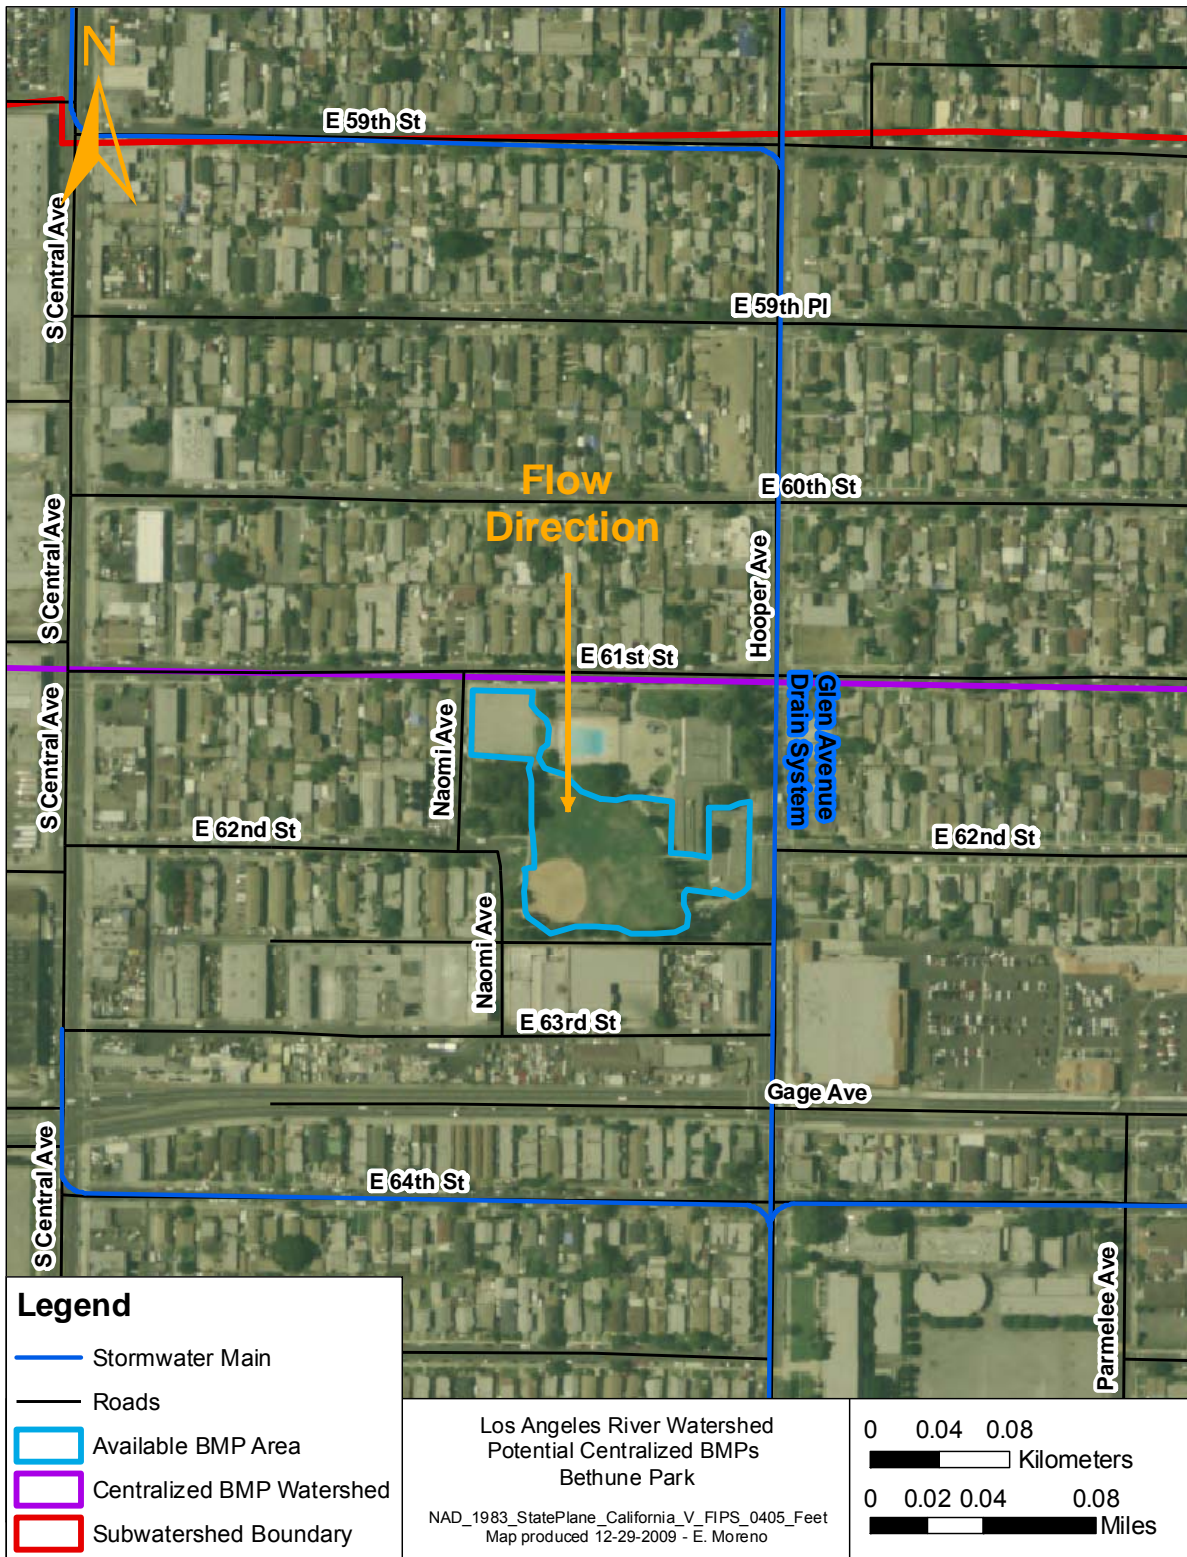 N
E 59th St
S Central Ave
E 59th Pl
Flow
Direction
E 60th St
S Central Ave
Hooper Ave
E 61st St
S Central Ave
Naomi Ave
Glen Avenue
Drain System
E 62nd St
E 62nd St
Naomi Ave
E 63rd St
Gage Ave
S Central Ave
E 64th St
Parmelee Ave
Legend
Stormwater Main
Roads
Available BMP Area
Centralized BMP Watershed
Subwatershed Boundary
Los Angeles River Watershed
Potential Centralized BMPs
Bethune Park
NAD_1983_StatePlane_California_V_FIPS_0405_Feet
Map produced 12-29-2009 - E. Moreno
0 0.04 0.08
Kilometers
0 0.02 0.04 0.08
Miles